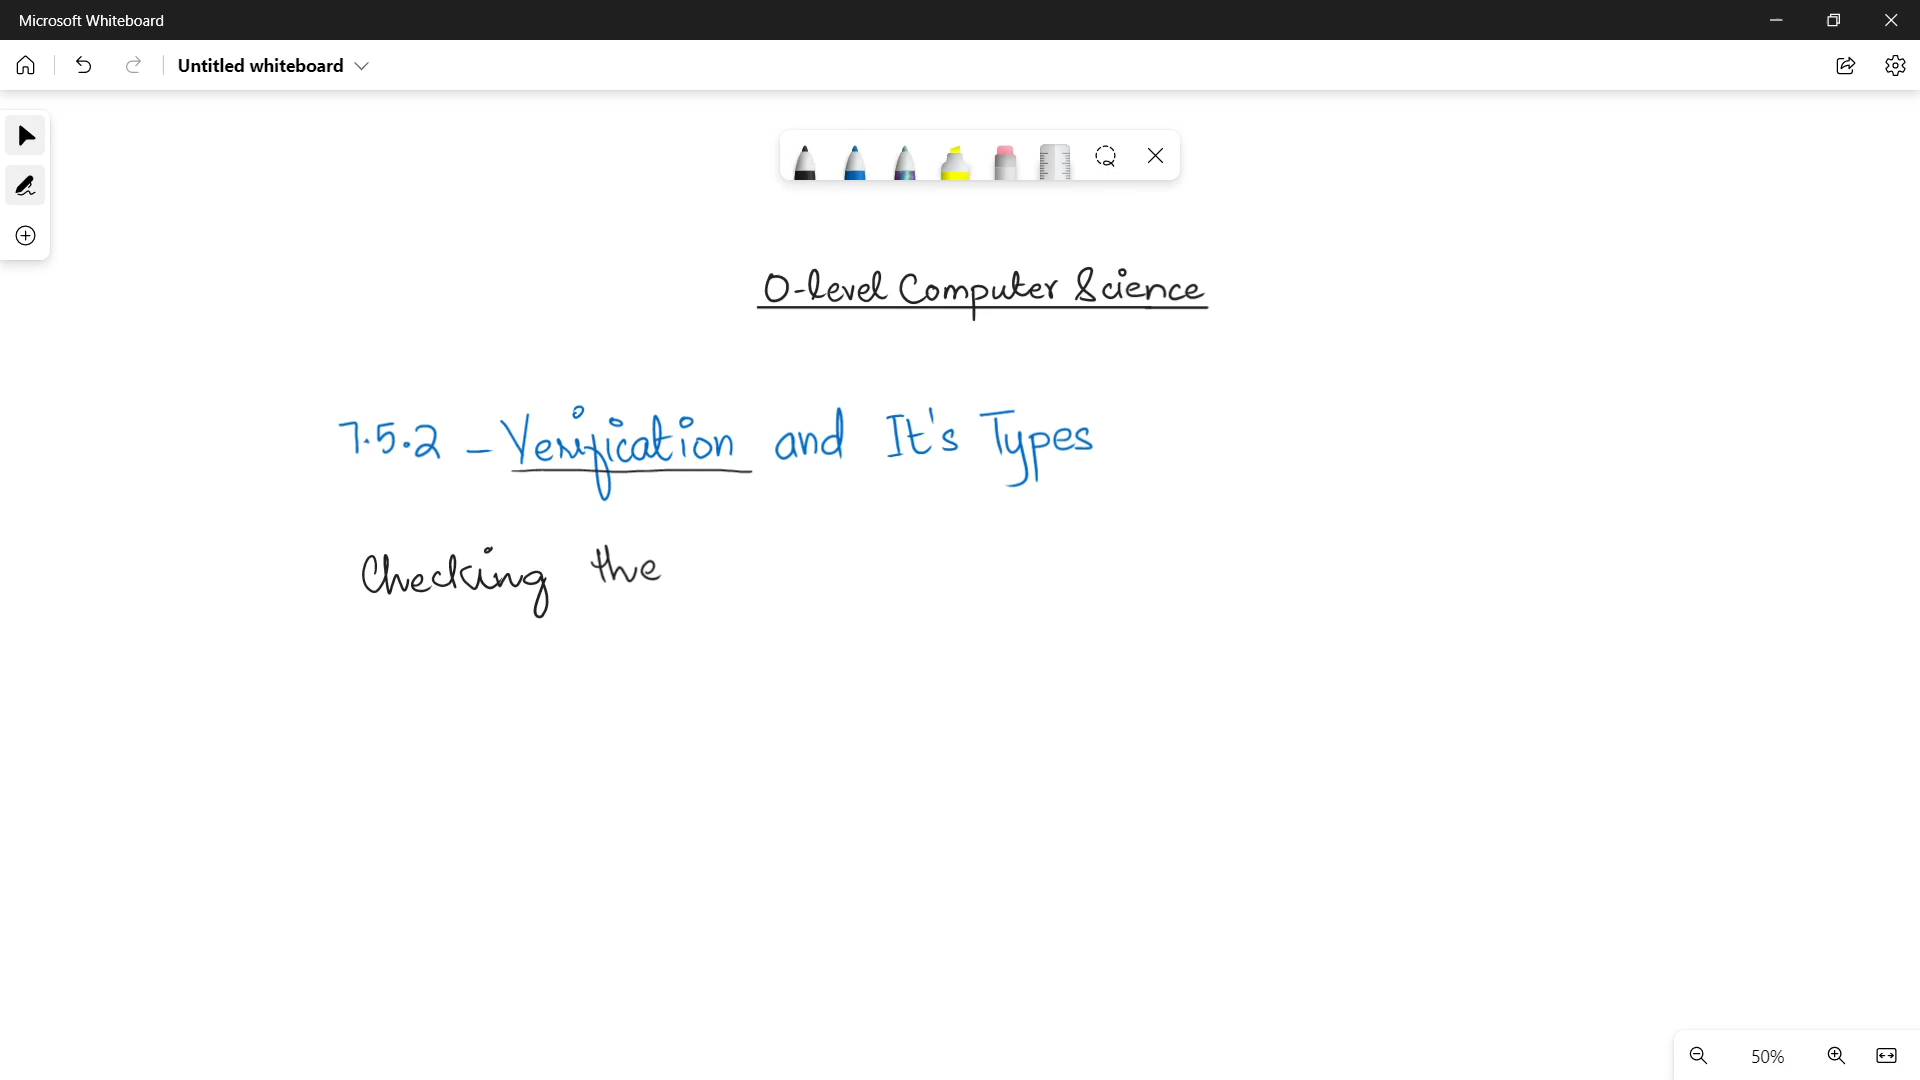 Microsoft Whiteboard
Untitled whiteboard
O-level Computer Science
7.5.2 - Verification and It's Types
Checking the
50%